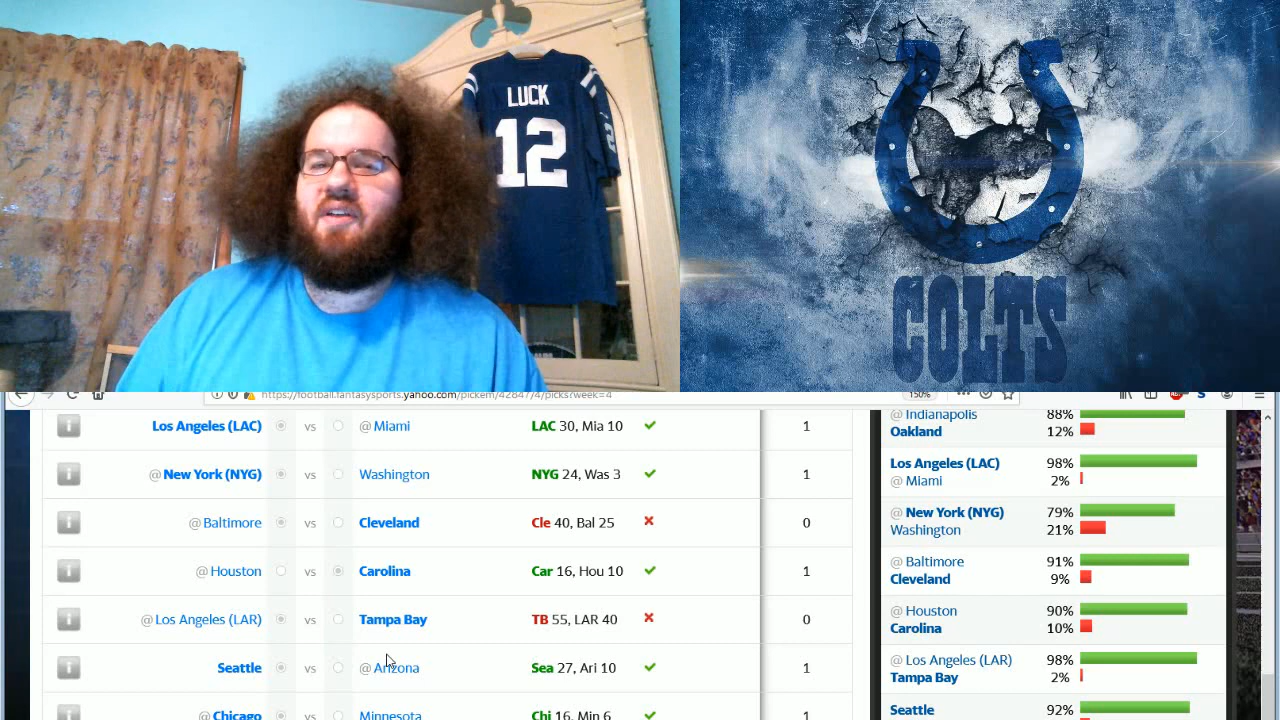 LUCK
12
2
COLTS
https://football.fantasysports.yahoo.com/pickem/42847/4/picks?week=4
150%
Los Angeles (LAC) vs @ Miami LAC 30, Mia 10 1
@ New York (NYG) vs Washington NYG 24, Was 3 1
@ Baltimore vs Cleveland Cle 40, Bal 25 0
@ Houston vs Carolina Car 16, Hou 10 1
@ Los Angeles (LAR) vs Tampa Bay TB 55, LAR 40 0
Seattle vs @ Arizona Sea 27, Ari 10 1
@ Chicago vs Minnesota Chi 16, Min 6 1
@ Indianapolis 88%
Oakland 12%
Los Angeles (LAC) 98%
@ Miami 2%
@ New York (NYG) 79%
Washington 21%
@ Baltimore 91%
Cleveland 9%
@ Houston 90%
Carolina 10%
@ Los Angeles (LAR) 98%
Tampa Bay 2%
Seattle 92%